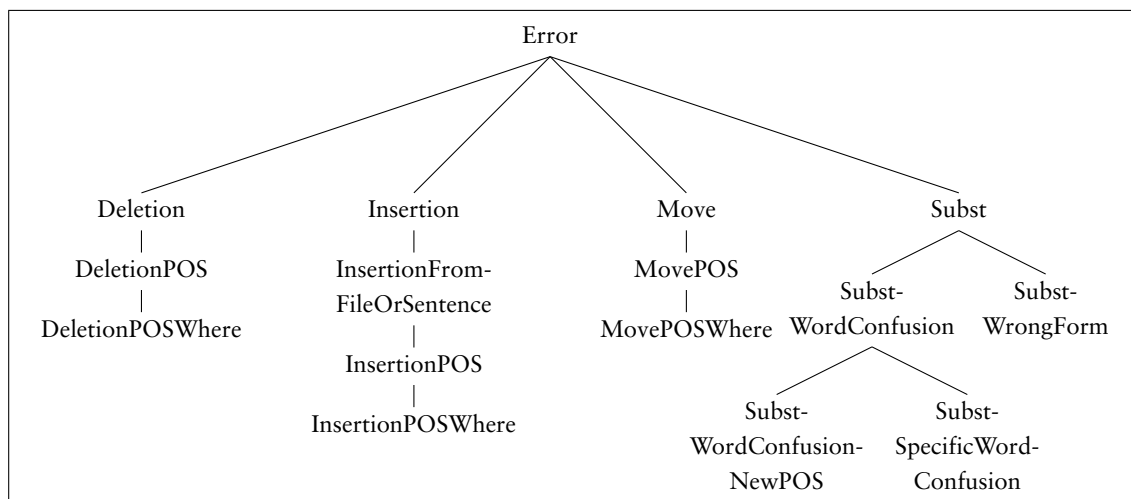 Error
Deletion Insertion Move Subst
DeletionPOS InsertionFrom- MovePOS Subst- Subst-
FileOrSentence WordConfusion WrongForm
DeletionPOSWhere MovePOSWhere
InsertionPOS
InsertionPOSWhere Subst- Subst-
WordConfusion- SpecificWord-
NewPOS Confusion